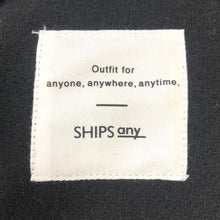 Outfit for
anyone, anywhere, anytime,
SHIPS any